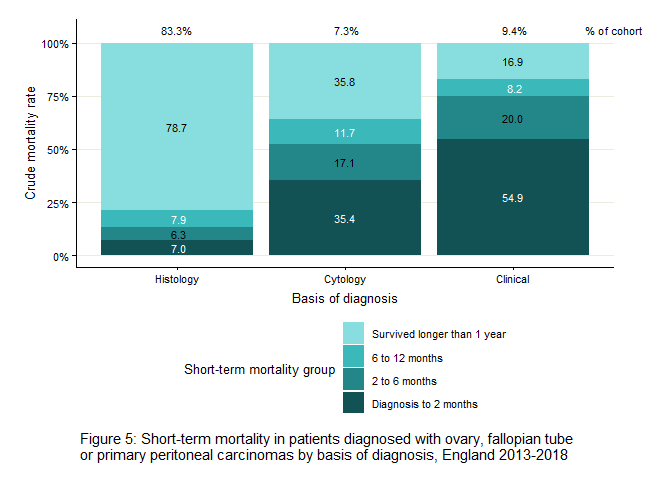 83.3% 7.3% 9.4% % of cohort
100%
75%
50%
25%
0%
Crude mortality rate
78.7
7.9
6.3
7.0
35.8
11.7
17.1
35.4
16.9
8.2
20.0
54.9
Histology Cytology Clinical
Basis of diagnosis
Short-term mortality group
Survived longer than 1 year
6 to 12 months
2 to 6 months
Diagnosis to 2 months
Figure 5: Short-term mortality in patients diagnosed with ovary, fallopian tube
or primary peritoneal carcinomas by basis of diagnosis, England 2013-2018